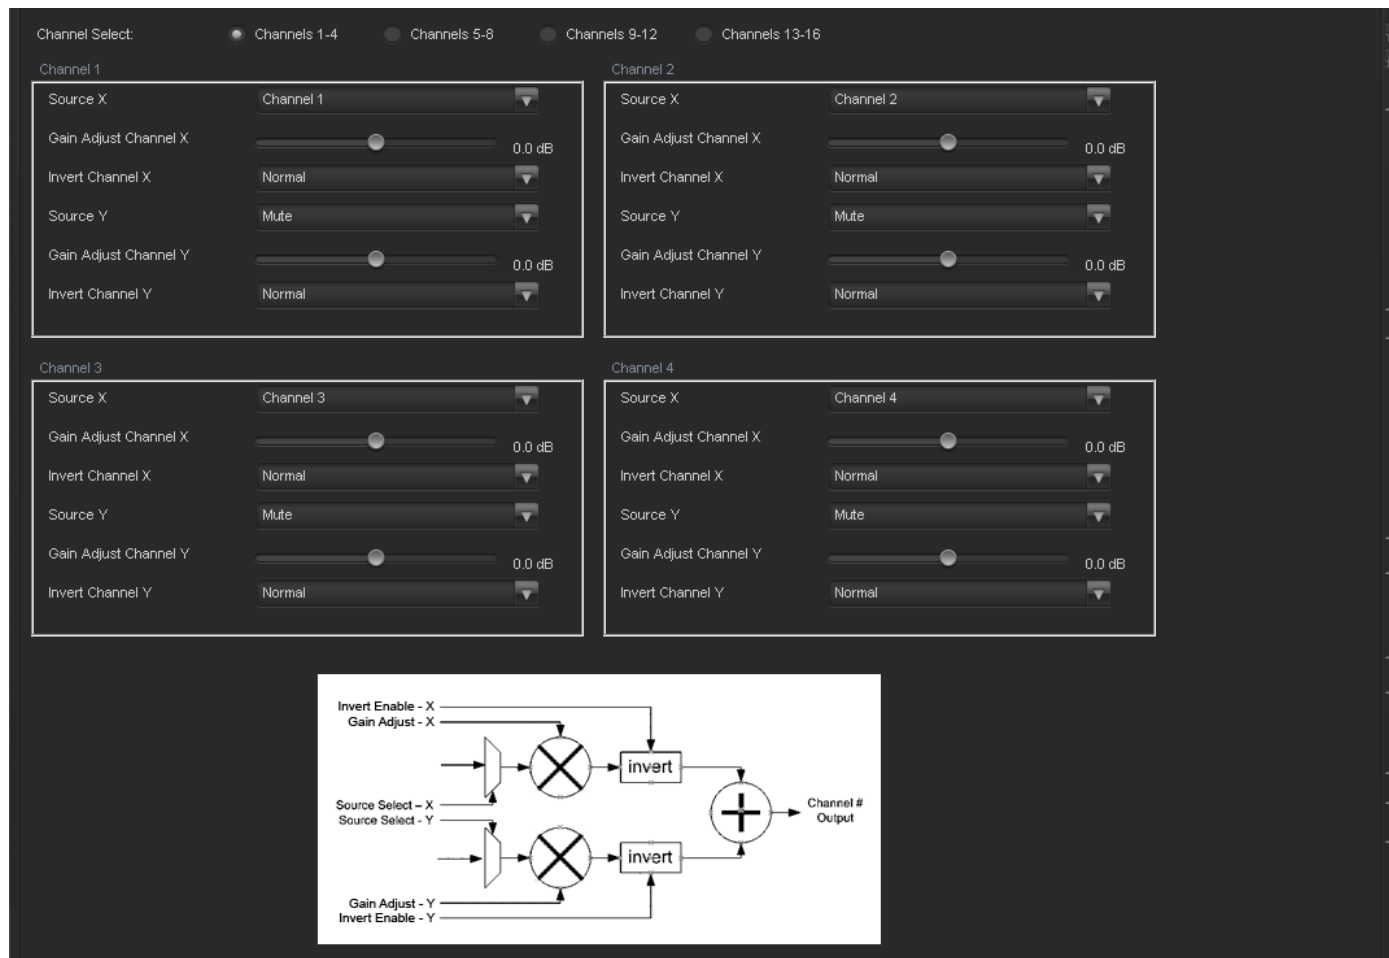 Channel Select: Channels 1-4 Channels 5-8 Channels 9-12 Channels 13-16
Channel 1
Source X Channel 1
Gain Adjust Channel X 0.0 dB
Invert Channel X Normal
Source Y Mute
Gain Adjust Channel Y 0.0 dB
Invert Channel Y Normal
Channel 2
Source X Channel 2
Gain Adjust Channel X 0.0 dB
Invert Channel X Normal
Source Y Mute
Gain Adjust Channel Y 0.0 dB
Invert Channel Y Normal
Channel 3
Source X Channel 3
Gain Adjust Channel X 0.0 dB
Invert Channel X Normal
Source Y Mute
Gain Adjust Channel Y 0.0 dB
Invert Channel Y Normal
Channel 4
Source X Channel 4
Gain Adjust Channel X 0.0 dB
Invert Channel X Normal
Source Y Mute
Gain Adjust Channel Y 0.0 dB
Invert Channel Y Normal
Invert Enable - X
Gain Adjust - X
invert
Source Select – X
Source Select - Y
Channel #
Output
invert
Gain Adjust - Y
Invert Enable - Y